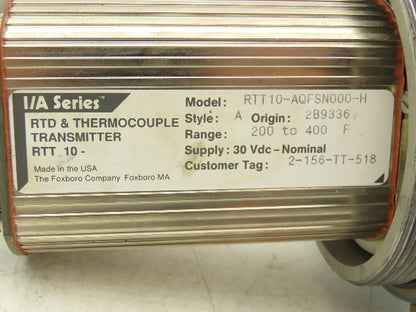 I/A Series™
RTD & THERMOCOUPLE
TRANSMITTER
RTT 10 -
Made in the USA
The Foxboro Company Foxboro MA
Model: RTT10-AQFSN000-H
Style: A Origin: 2B9336
Range: 200 to 400 F
Supply: 30 Vdc – Nominal
Customer Tag: 2-156-TT-518